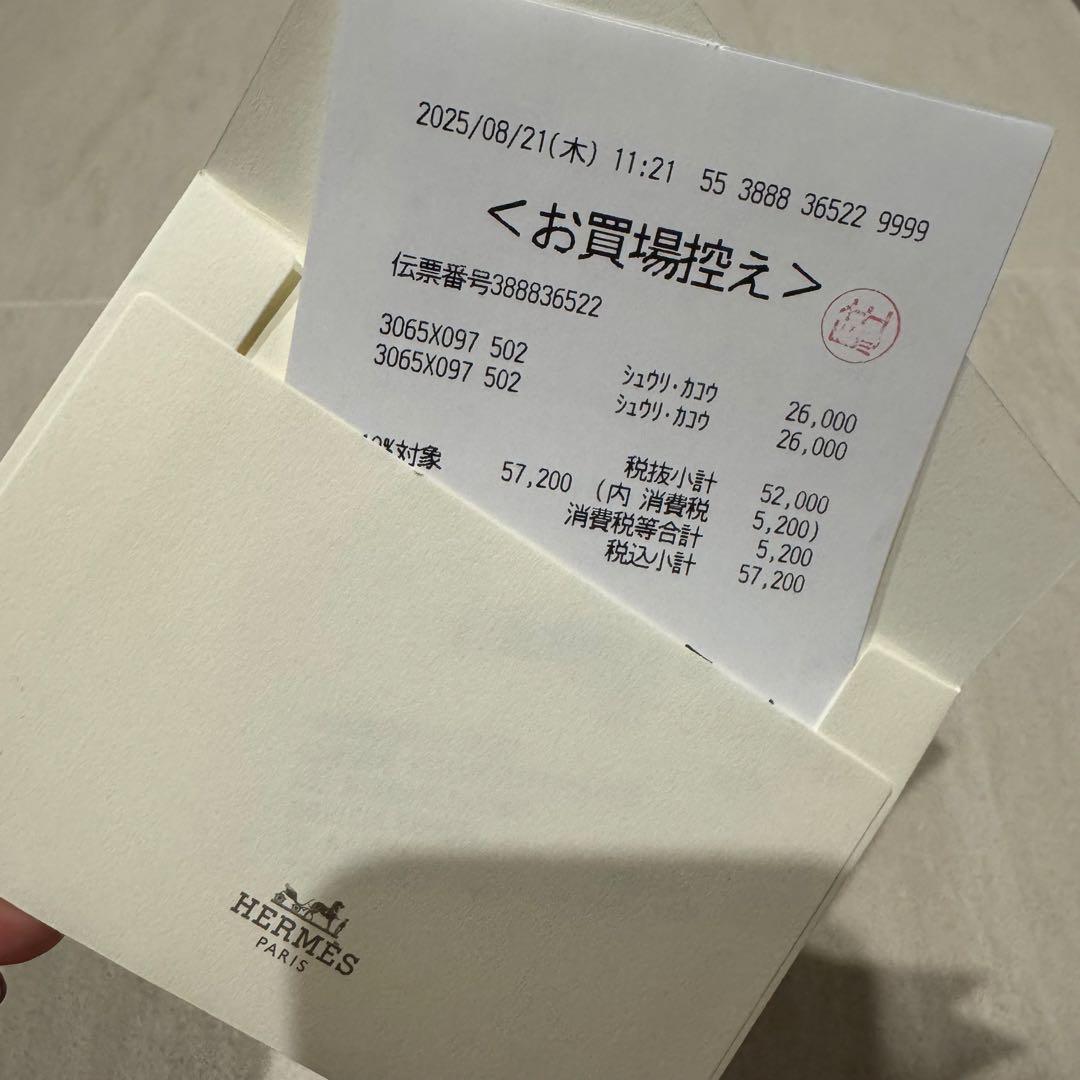 2025/08/21(木) 11:21 55 3888 36522 9999
<お買場控え>
伝票番号388836522
3065X097 502 シュウリ・カコウ 26,000
3065X097 502 シュウリ・カコウ 26,000
税抜小計 52,000
10%対象 57,200 (内 消費税 5,200)
消費税等合計 5,200
税込小計 57,200
HERMÈS
PARIS